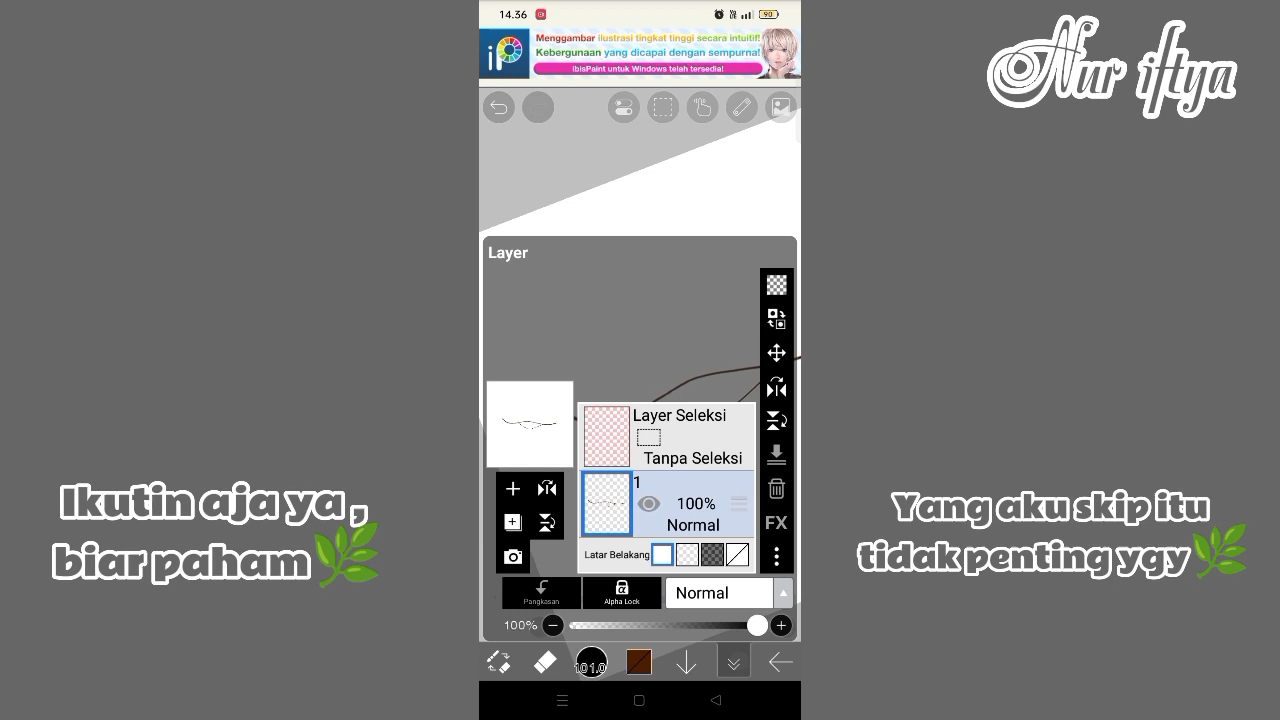 14.36
90
Menggambar ilustrasi tingkat tinggi secara intuitif!
Kebergunaan yang dicapai dengan sempurna!
ibisPaint untuk Windows telah tersedia!
iP
Nur iftya
Layer
Layer Seleksi
Tanpa Seleksi
1
100%
Normal
Latar Belakang
FX
Pangkasan
Alpha Lock
Normal
100%
101.0
Ikutin aja ya ,
biar paham
Yang aku skip itu
tidak penting ygy